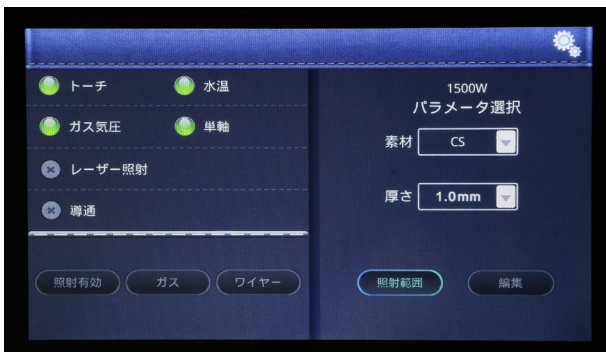 トーチ 水温
ガス気圧 単軸
レーザー照射
導通
照射有効 ガス ワイヤー
1500W
パラメータ選択
素材 CS
厚さ 1.0mm
照射範囲 編集